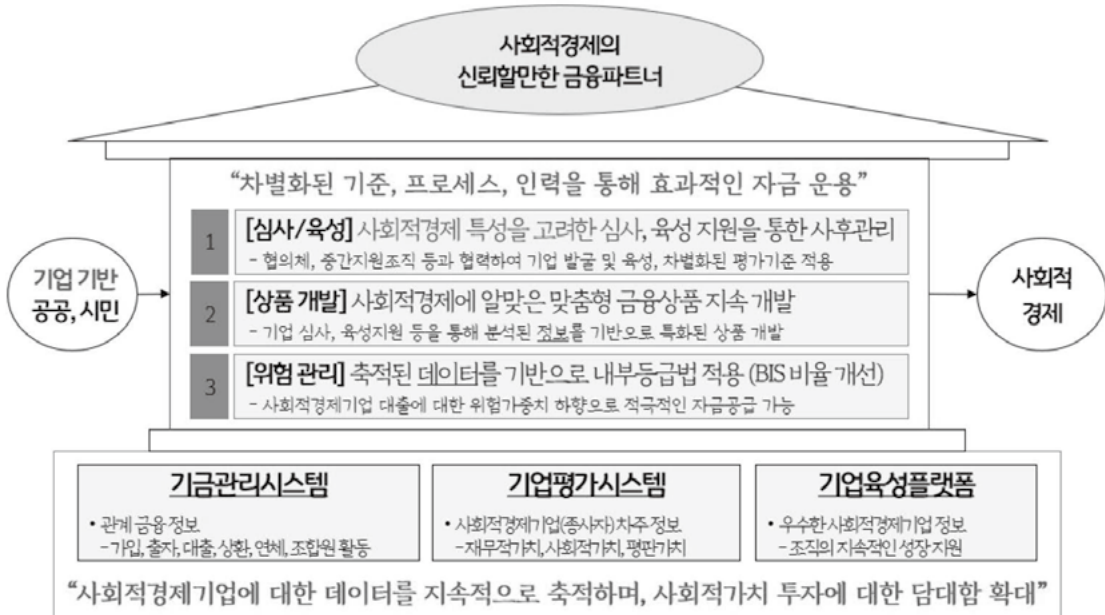 사회적경제의
신뢰할만한 금융파트너
“차별화된 기준, 프로세스, 인력을 통해 효과적인 자금 운용”
1
[심사/육성] 사회적경제 특성을 고려한 심사, 육성 지원을 통한 사후관리
- 협의체, 중간지원조직 등과 협력하여 기업 발굴 및 육성, 차별화된 평가기준 적용
기업 기반
공공, 시민
2
[상품 개발] 사회적경제에 알맞은 맞춤형 금융상품 지속 개발
- 기업 심사, 육성지원 등을 통해 분석된 정보를 기반으로 특화된 상품 개발
사회적
경제
3
[위험 관리] 축적된 데이터를 기반으로 내부등급법 적용 (BIS 비율 개선)
- 사회적경제기업 대출에 대한 위험가중치 하향으로 적극적인 자금공급 가능
기금관리시스템
• 관계 금융 정보
- 가입, 출자, 대출, 상환, 연체, 조합원 활동
기업평가시스템
• 사회적경제기업(종사자) 차주 정보
- 재무적가치, 사회적가치, 평판가치
기업육성플랫폼
• 우수한 사회적경제기업 정보
- 조직의 지속적인 성장 지원
“사회적경제기업에 대한 데이터를 지속적으로 축적하며, 사회적가치 투자에 대한 담대함 확대”